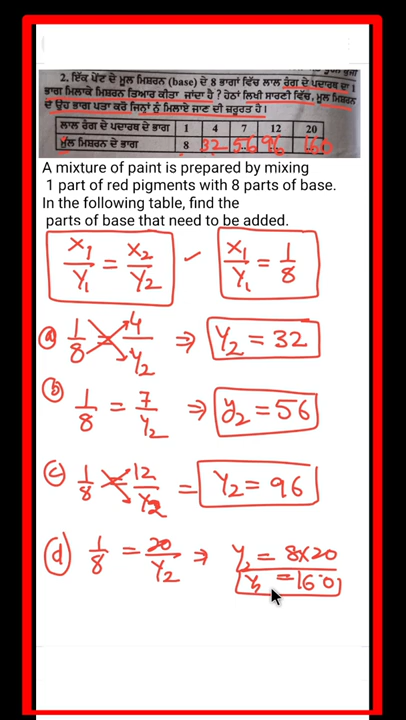 2. ਇੱਕ ਪੇਂਟ ਦੇ ਮੂਲ ਮਿਸ਼ਰਨ (base) ਦੇ 8 ਭਾਗਾਂ ਵਿੱਚ ਲਾਲ ਰੰਗ ਦੇ ਪਦਾਰਥ ਦਾ 1
ਭਾਗ ਮਿਲਾਕੇ ਮਿਸ਼ਰਨ ਤਿਆਰ ਕੀਤਾ ਜਾਂਦਾ ਹੈ ? ਹੇਠਾਂ ਲਿਖੀ ਸਾਰਣੀ ਵਿੱਚ, ਮੂਲ ਮਿਸ਼ਰਨ
ਦੇ ਉਹ ਭਾਗ ਪਤਾ ਕਰੋ ਜਿਨ੍ਹਾਂ ਨੂੰ ਮਿਲਾਏ ਜਾਣ ਦੀ ਜ਼ਰੂਰਤ ਹੈ।
ਲਾਲ ਰੰਗ ਦੇ ਪਦਾਰਥ ਦੇ ਭਾਗ 1 4 7 12 20
ਮੂਲ ਮਿਸ਼ਰਨ ਦੇ ਭਾਗ 8 32 56 96 160
A mixture of paint is prepared by mixing
1 part of red pigments with 8 parts of base.
In the following table, find the
parts of base that need to be added.
X₁/Y₁ = X₂/Y₂ ✓ X₁/Y₁ = 1/8
(a) 1/8 = 4/Y₂ ⇒ Y₂ = 32
(b) 1/8 = 7/Y₂ ⇒ y₂ = 56
(c) 1/8 = 12/Y₂ = Y₂ = 96
(d) 1/8 = 20/Y₂ ⇒ Y₂ = 8×20
Y₂ = 160